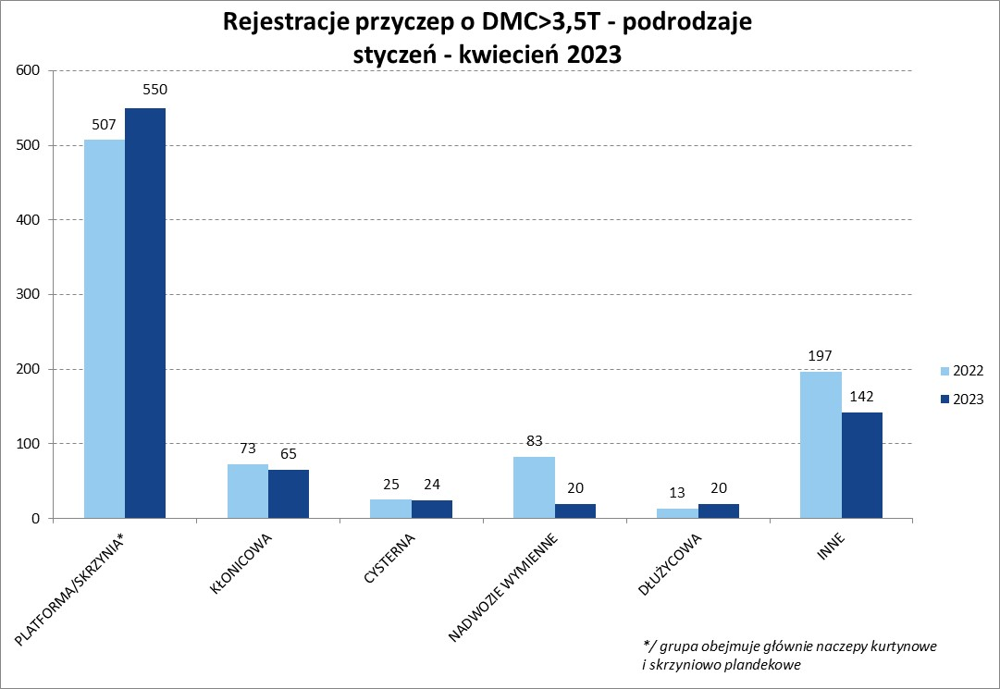 Rejestracje przyczep o DMC>3,5T - podrodzaje
styczeń - kwiecień 2023
600
500
400
300
200
100
0
507
550
73
65
25
24
83
20
13
20
197
142
PLATFORMA/SKRZYNIA*
KŁONICOWA
CYSTERNA
NADWOZIE WYMIENNE
DŁUŻYCOWA
INNE
2022
2023
*/ grupa obejmuje głównie naczepy kurtynowe
i skrzyniowo plandekowe